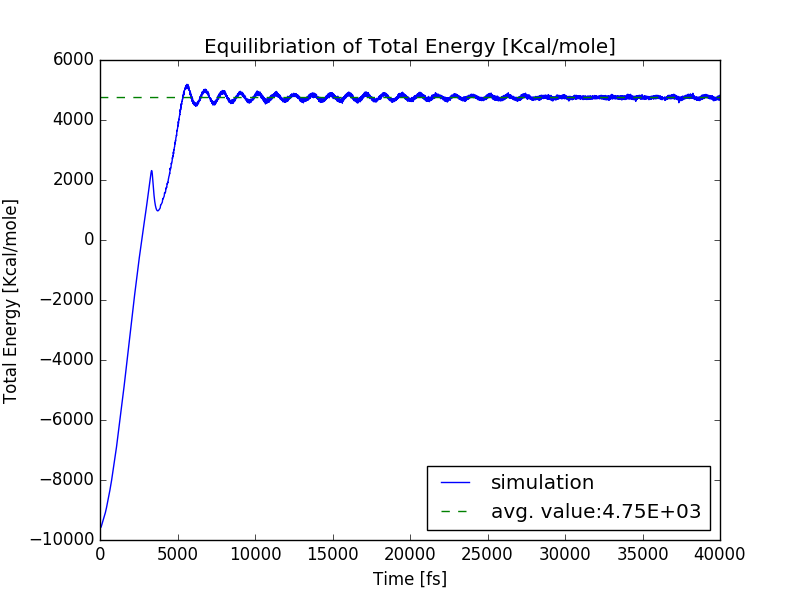 Equilibriation of Total Energy [Kcal/mole]
6000
4000
2000
0
−2000
−4000
−6000
−8000
−10000
Total Energy [Kcal/mole]
simulation
avg. value:4.75E+03
0 5000 10000 15000 20000 25000 30000 35000 40000
Time [fs]